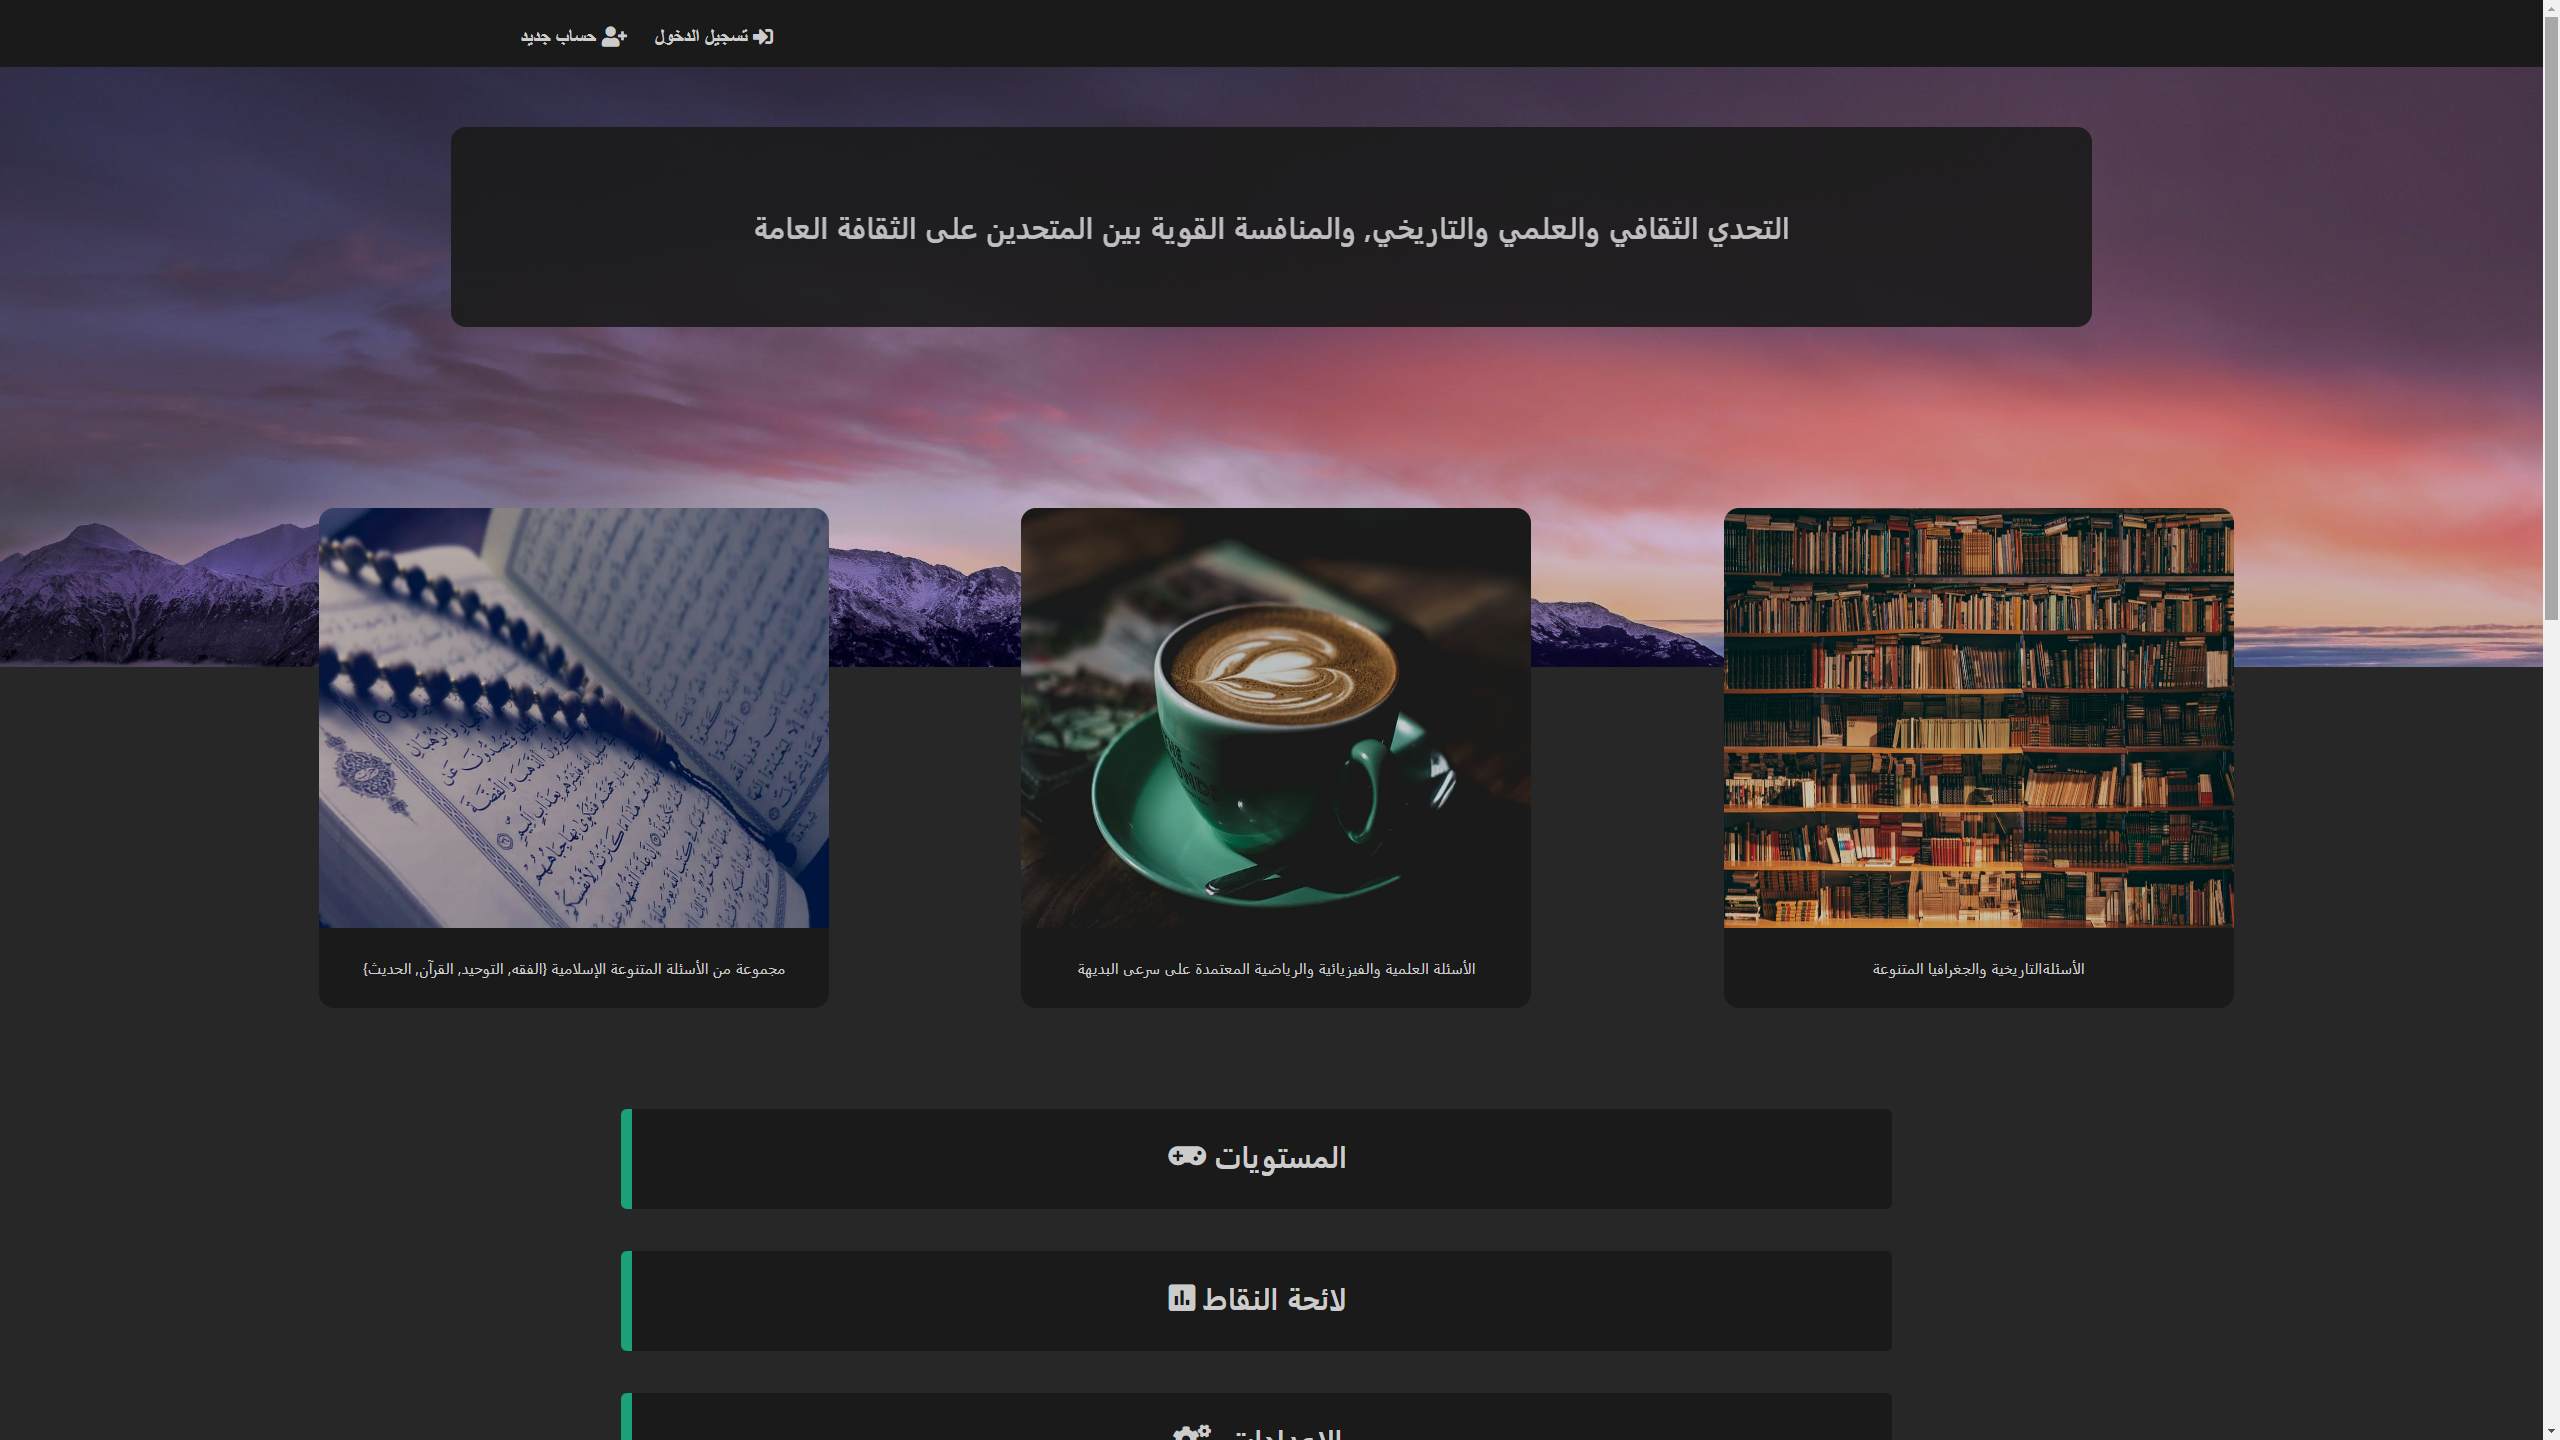 تسجيل الدخول
حساب جديد
التحدي الثقافي والعلمي والتاريخي, والمنافسة القوية بين المتحدين على الثقافة العامة
الأسئلةالتاريخية والجغرافيا المتنوعة
الأسئلة العلمية والفيزيائية والرياضية المعتمدة على سرعى البديهة
مجموعة من الأسئلة المتنوعة الإسلامية {الفقه, التوحيد, القرآن, الحديث}
المستويات
لائحة النقاط